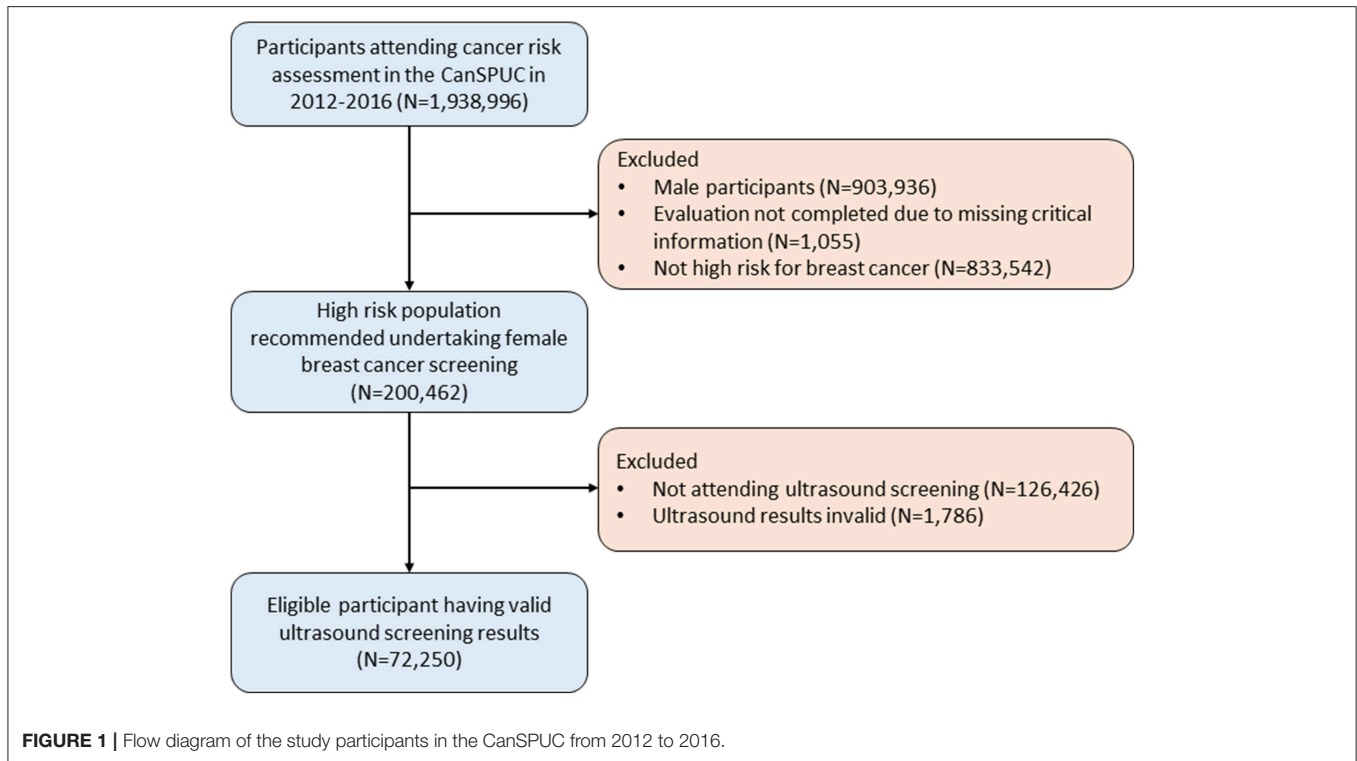 Participants attending cancer risk
assessment in the CanSPUC in
2012-2016 (N=1,938,996)
Excluded
• Male participants (N=903,936)
• Evaluation not completed due to missing critical
information (N=1,055)
• Not high risk for breast cancer (N=833,542)
High risk population
recommended undertaking female
breast cancer screening
(N=200,462)
Excluded
• Not attending ultrasound screening (N=126,426)
• Ultrasound results invalid (N=1,786)
Eligible participant having valid
ultrasound screening results
(N=72,250)
FIGURE 1 | Flow diagram of the study participants in the CanSPUC from 2012 to 2016.